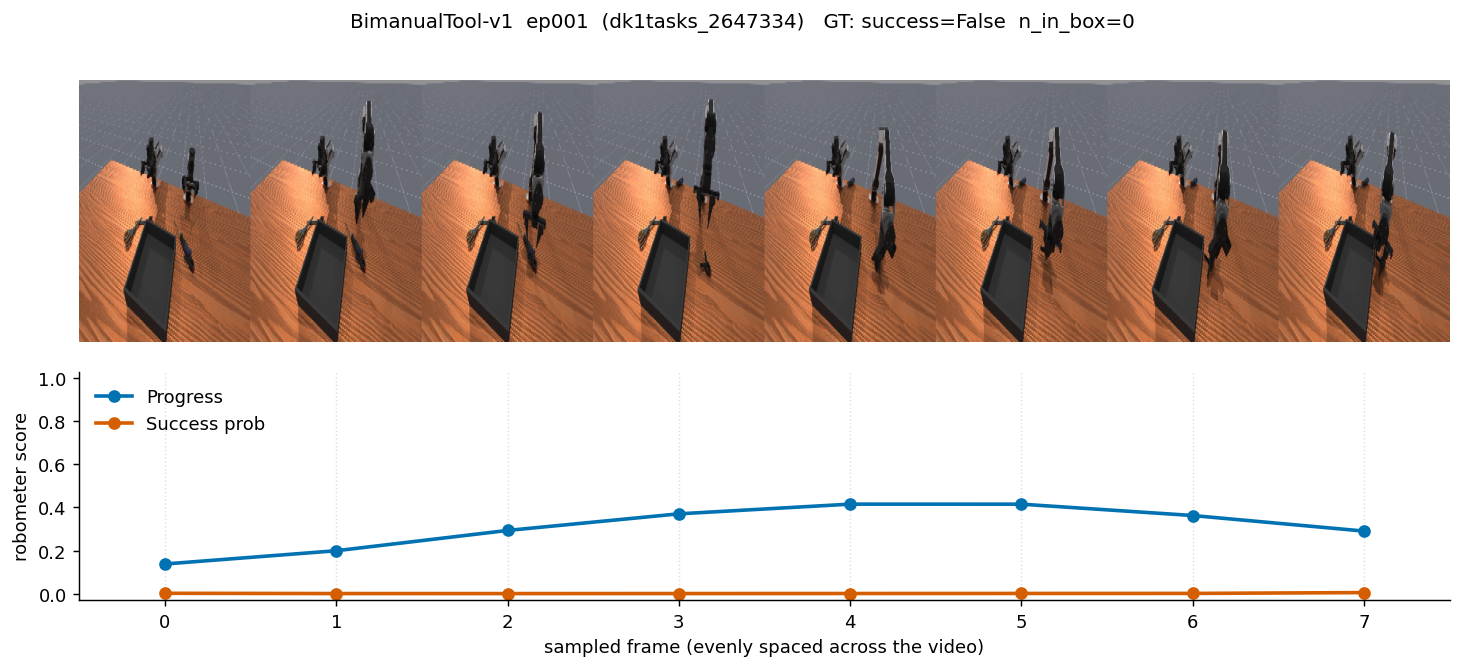 BimanualTool-v1 ep001 (dk1tasks_2647334) GT: success=False n_in_box=0
1.0
0.8
0.6
0.4
0.2
0.0
robometer score
Progress
Success prob
0 1 2 3 4 5 6 7
sampled frame (evenly spaced across the video)